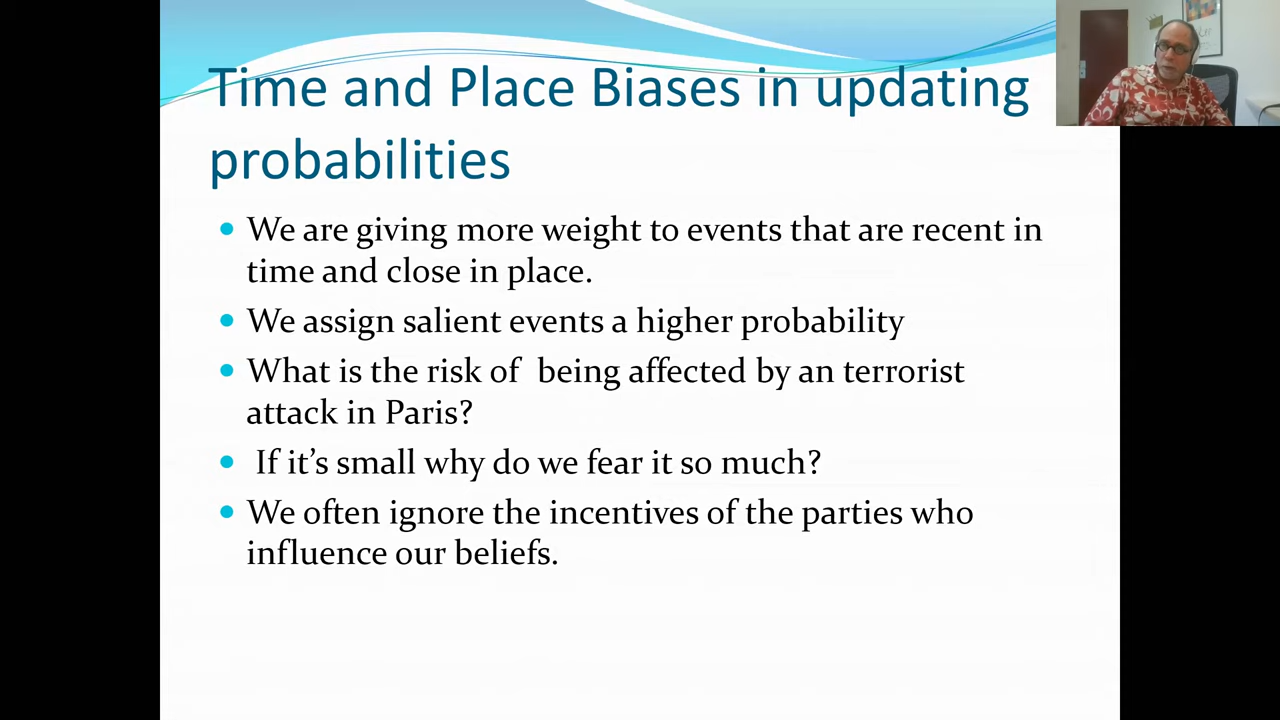 Time and Place Biases in updating
probabilities
• We are giving more weight to events that are recent in
time and close in place.
• We assign salient events a higher probability
• What is the risk of  being affected by an terrorist
attack in Paris?
• If it’s small why do we fear it so much?
• We often ignore the incentives of the parties who
influence our beliefs.